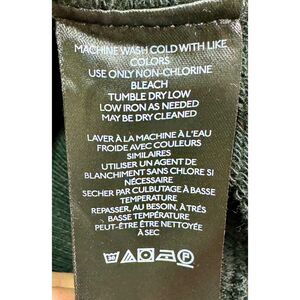 MACHINE WASH COLD WITH LIKE
COLORS
USE ONLY NON-CHLORINE
BLEACH
TUMBLE DRY LOW
LOW IRON AS NEEDED
MAY BE DRY CLEANED
LAVER À LA MACHINE À L'EAU
FROIDE AVEC COULEURS
SIMILAIRES
UTILISER UN AGENT DE
BLANCHIMENT SANS CHLORE SI
NÉCESSAIRE
SECHER PAR CULBUTAGE À BASSE
TEMPERATURE
REPASSER, AU BESOIN, À TRÉS
BASSE TEMPÉRATURE
PEUT-ÊTRE ÊTRE NETTOYÉE
À SEC